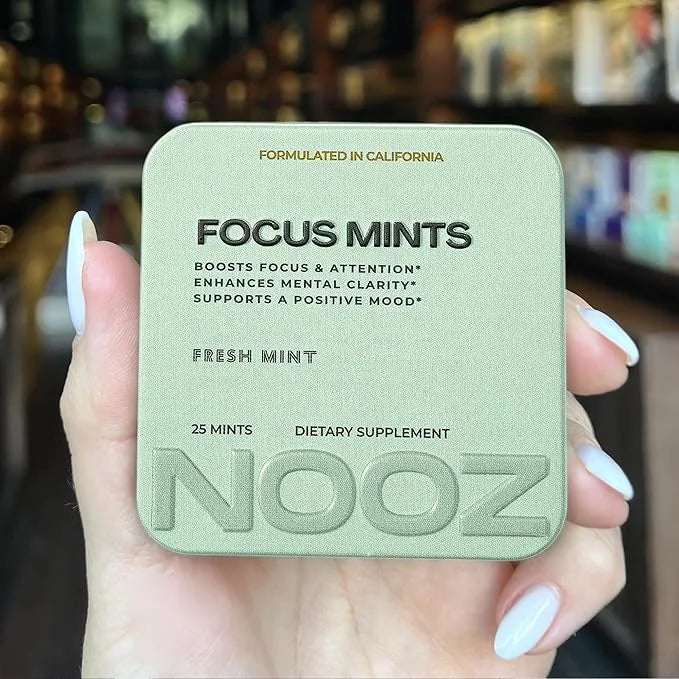 FORMULATED IN CALIFORNIA
FOCUS MINTS
BOOSTS FOCUS & ATTENTION*
ENHANCES MENTAL CLARITY*
SUPPORTS A POSITIVE MOOD*
FRESH MINT
25 MINTS DIETARY SUPPLEMENT
NOOZ